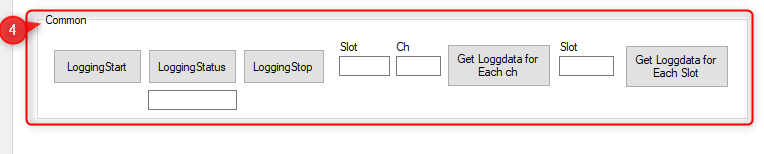 4
Common
LoggingStart
LoggingStatus
LoggingStop
Slot
Ch
Get Loggdata for
Each ch
Slot
Get Loggdata for
Each Slot